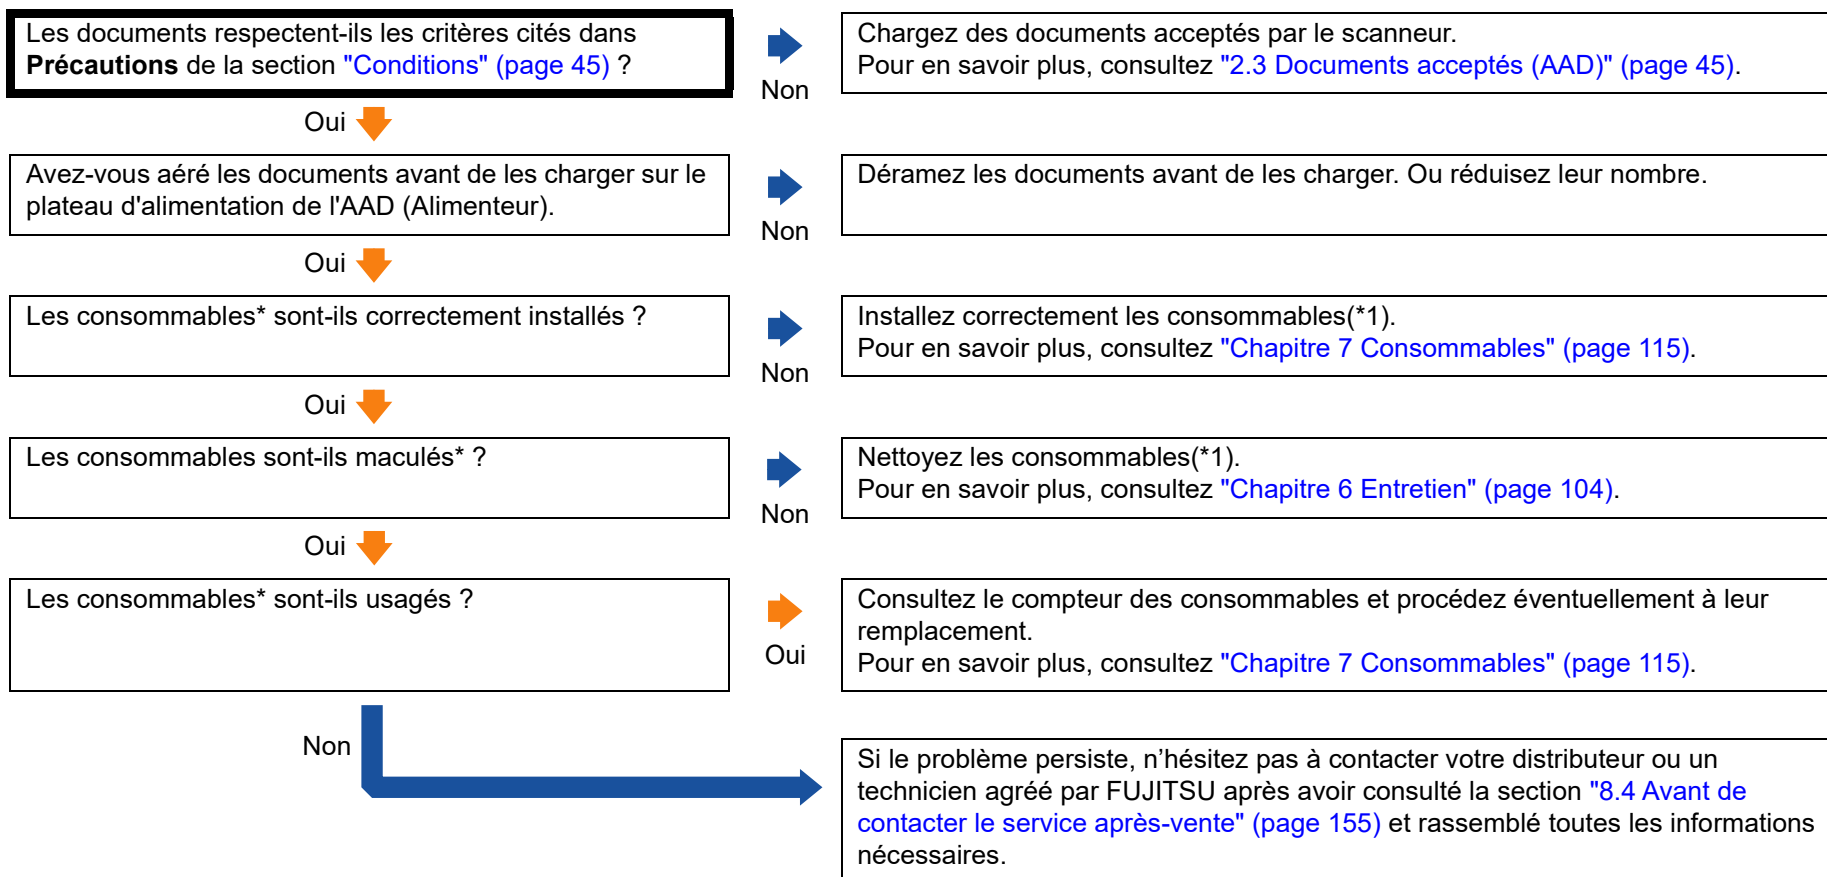 Les documents respectent-ils les critères cités dans
Précautions de la section "Conditions" (page 45) ?
Non
Chargez des documents acceptés par le scanneur.
Pour en savoir plus, consultez "2.3 Documents acceptés (AAD)" (page 45).
Oui
Avez-vous aéré les documents avant de les charger sur le
plateau d'alimentation de l'AAD (Alimenteur).
Non
Déramez les documents avant de les charger. Ou réduisez leur nombre.
Oui
Les consommables* sont-ils correctement installés ?
Non
Installez correctement les consommables(*1).
Pour en savoir plus, consultez "Chapitre 7 Consommables" (page 115).
Oui
Les consommables sont-ils maculés* ?
Non
Nettoyez les consommables(*1).
Pour en savoir plus, consultez "Chapitre 6 Entretien" (page 104).
Oui
Les consommables* sont-ils usagés ?
Oui
Consultez le compteur des consommables et procédez éventuellement à leur
remplacement.
Pour en savoir plus, consultez "Chapitre 7 Consommables" (page 115).
Non
Si le problème persiste, n’hésitez pas à contacter votre distributeur ou un
technicien agréé par FUJITSU après avoir consulté la section "8.4 Avant de
contacter le service après-vente" (page 155) et rassemblé toutes les informations
nécessaires.